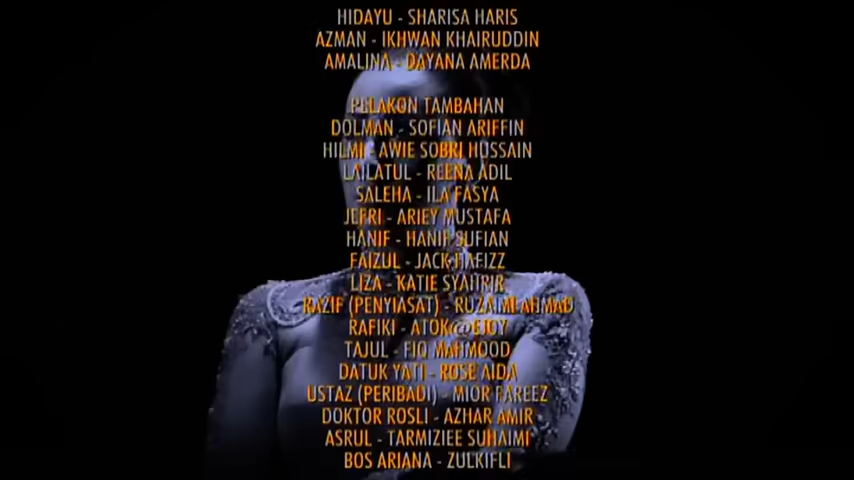 HIDAYU - SHARISA HARIS
AZMAN - IKHWAN KHAIRUDDIN
AMALINA - DAYANA AMERDA
PELAKON TAMBAHAN
DOLMAN - SOFIAN ARIFFIN
HILMI - AWIE SOBRI HUSSAIN
LAILATUL - REENA ADIL
SALEHA - ILA FASYA
JEFRI - ARIEY MUSTAFA
HANIF - HANIF SUFIAN
FAIZUL - JACK HAFIZZ
LIZA - KATIE SYAHRIR
RAZIF (PENYIASAT) - RUZAIMI AHMAD
RAFIKI - ATOK@EJOY
TAJUL - FIQ MAHMOOD
DATUK YATI - ROSE AIDA
USTAZ (PERIBADI) - MIOR FAREEZ
DOKTOR ROSLI - AZHAR AMIR
ASRUL - TARMIZIEE SUHAIMI
BOS ARIANA - ZULKIFLI